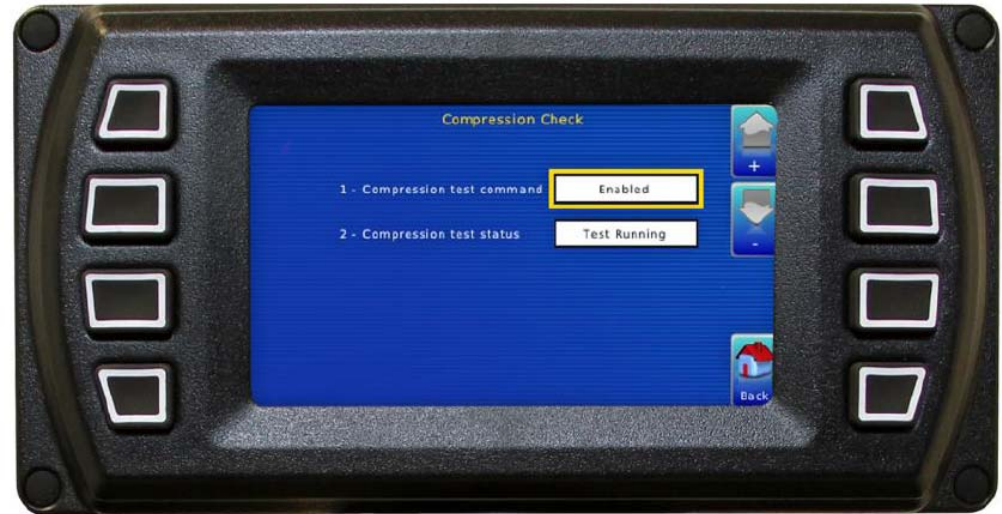 Compression Check
+
1 - Compression test command Enabled
2 - Compression test status Test Running
-
Back